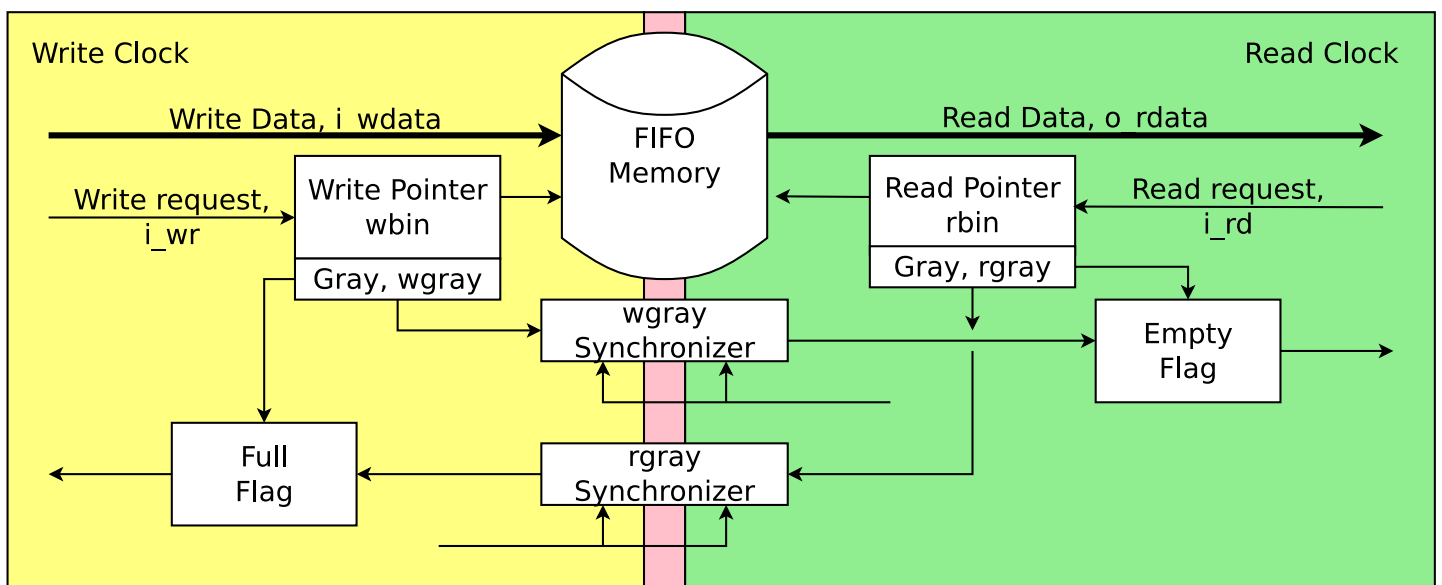 Write Clock
Read Clock
Write Data, i_wdata
Read Data, o_rdata
FIFO
Memory
Write request,
i_wr
Write Pointer
wbin
Gray, wgray
Read Pointer
rbin
Gray, rgray
Read request,
i_rd
wgray
Synchronizer
Empty
Flag
Full
Flag
rgray
Synchronizer